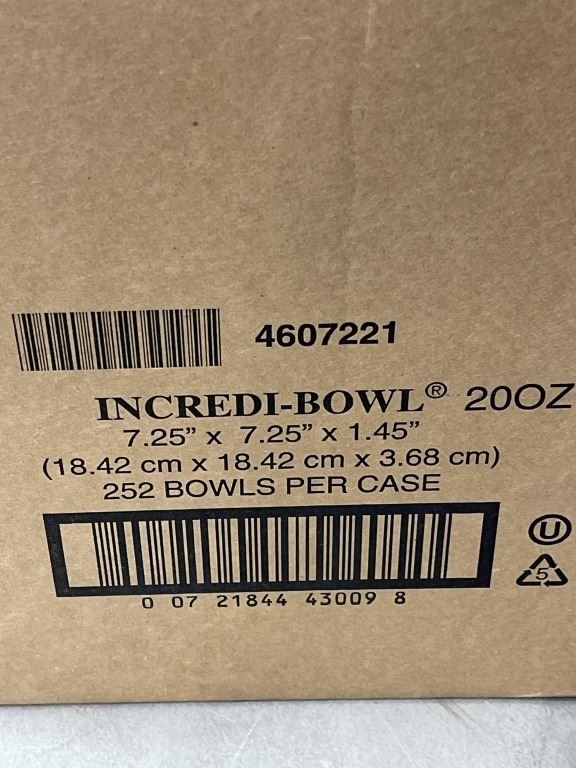 4607221
INCREDI-BOWL® 20OZ
7.25” x 7.25” x 1.45”
(18.42 cm x 18.42 cm x 3.68 cm)
252 BOWLS PER CASE
U
5
0 07 21844 43009 8